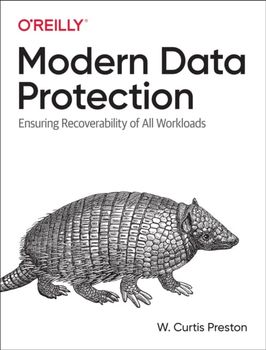 O'REILLY®
Modern Data
Protection
Ensuring Recoverability of All Workloads
W. Curtis Preston